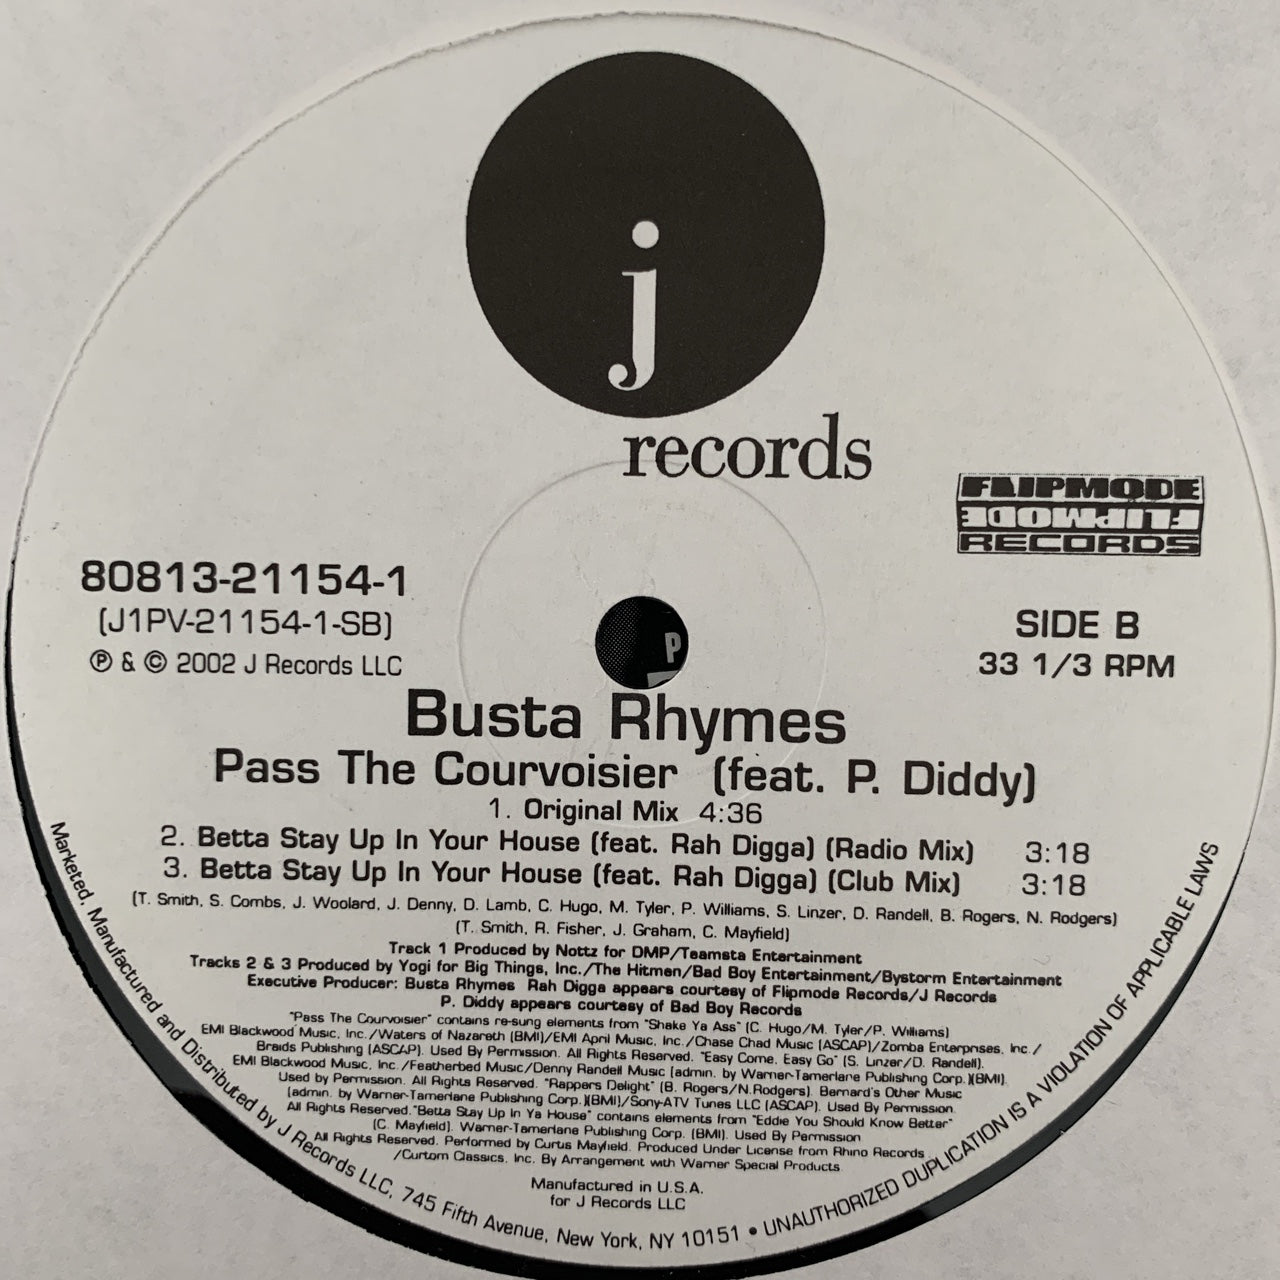 j
records
FLIPMODE
FLIPMODE
RECORDS
80813-21154-1
(J1PV-21154-1-SB)
℗ & © 2002 J Records LLC
SIDE B
33 1/3 RPM
P
Busta Rhymes
Pass The Courvoisier (feat. P. Diddy)
1. Original Mix 4:36
2. Betta Stay Up In Your House (feat. Rah Digga) (Radio Mix) 3:18
3. Betta Stay Up In Your House (feat. Rah Digga) (Club Mix) 3:18
(T. Smith, S. Combs, J. Woolard, J. Denny, D. Lamb, C. Hugo, M. Tyler, P. Williams, S. Linzer, D. Randell, B. Rogers, N. Rodgers)
(T. Smith, R. Fisher, J. Graham, C. Mayfield)
Track 1 Produced by Nottz for DMP/Teamsta Entertainment
Tracks 2 & 3 Produced by Yogi for Big Things, Inc./The Hitmen/Bad Boy Entertainment/Bystorm Entertainment
Executive Producer: Busta Rhymes Rah Digga appears courtesy of Flipmode Records/J Records
P. Diddy appears courtesy of Bad Boy Records
"Pass The Courvoisier" contains re-sung elements from "Shake Ya Ass" (C. Hugo/M. Tyler/P. Williams)
EMI Blackwood Music, Inc./Waters of Nazareth (BMI)/EMI April Music, Inc./Chase Chad Music (ASCAP)/Zomba Enterprises, Inc./
Braids Publishing (ASCAP). Used By Permission. All Rights Reserved. "Easy Come, Easy Go" (S. Linzer/D. Randell).
EMI Blackwood Music, Inc./Featherbed Music/Denny Randell Music (admin. by Warner-Tamerlane Publishing Corp.)(BMI)
Used by Permission. All Rights Reserved. "Rappers Delight" (B. Rogers/N.Rodgers). Bernard's Other Music
(admin. by Warner-Tamerlane Publishing Corp.)(BMI)/Sony-ATV Tunes LLC (ASCAP). Used By Permission.
All Rights Reserved."Betta Stay Up In Ya House" contains elements from "Eddie You Should Know Better"
(C. Mayfield). Warner-Tamerlane Publishing Corp. (BMI). Used By Permission
All Rights Reserved. Performed by Curtis Mayfield. Produced Under License from Rhino Records
/Curtom Classics, Inc. By Arrangement with Warner Special Products.
Manufactured in U.S.A.
for J Records LLC
Marketed, Manufactured and Distributed by J Records LLC, 745 Fifth Avenue, New York, NY 10151 • UNAUTHORIZED DUPLICATION IS A VIOLATION OF APPLICABLE LAWS